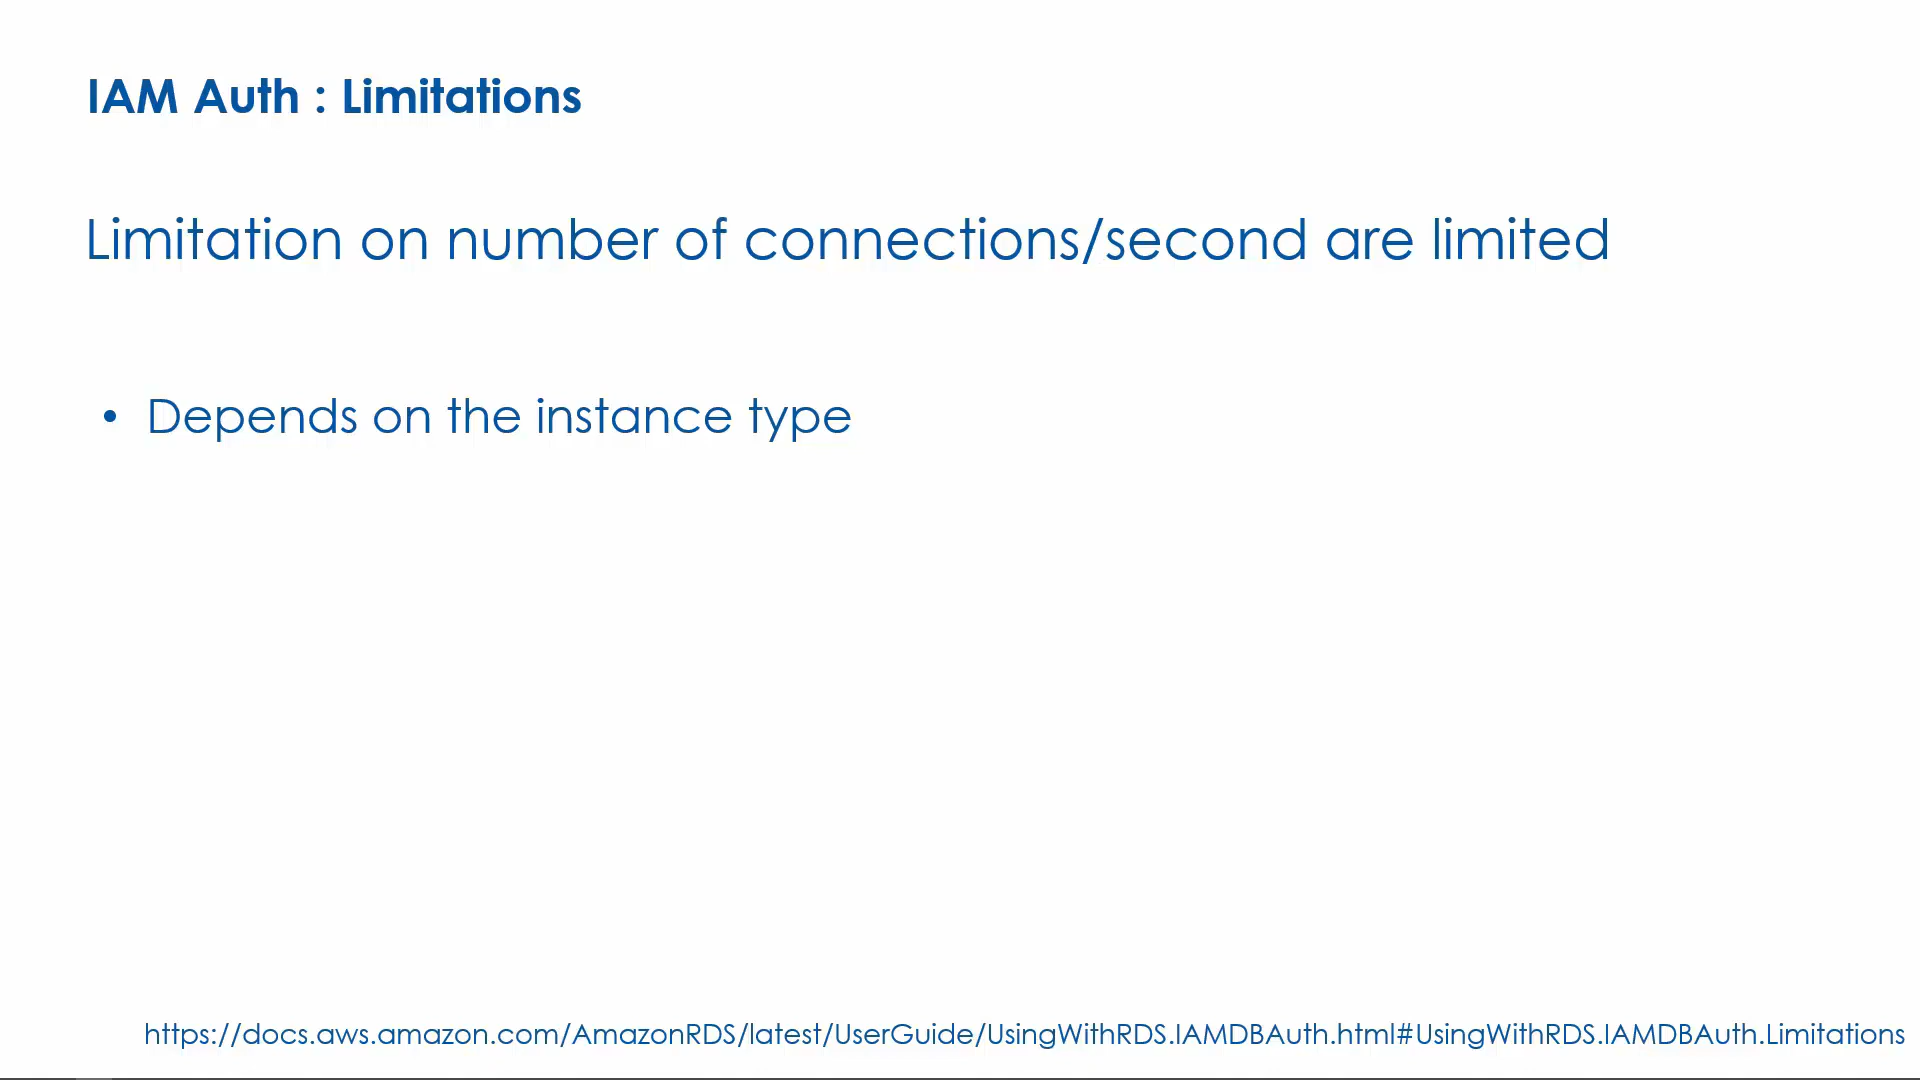 IAM Auth : Limitations
Limitation on number of connections/second are limited
• Depends on the instance type
https://docs.aws.amazon.com/AmazonRDS/latest/UserGuide/UsingWithRDS.IAMDBAuth.html#UsingWithRDS.IAMDBAuth.Limitations